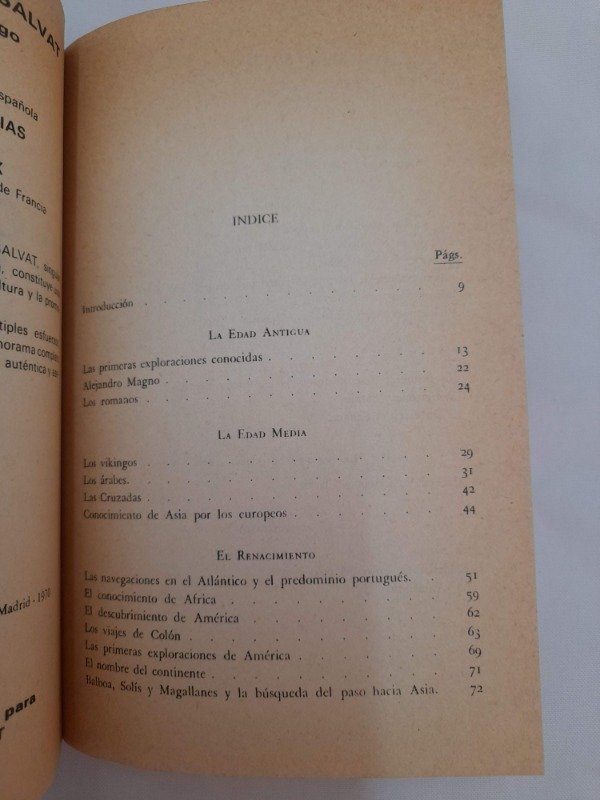 SALVAT
go
spañola
IAS
X
de Francia
SALVAT,
constituye
ltura y la
tiples
norama
auténtica y
Madrid - 1970
para
INDICE
Págs.
Introducción . . . . . . . . . . 9
LA EDAD ANTIGUA
Las primeras exploraciones conocidas . . . . . . 13
Alejandro Magno . . . . . . . . . 22
Los romanos . . . . . . . . . . 24
LA EDAD MEDIA
Los vikingos . . . . . . . . . . 29
Los árabes. . . . . . . . . . . 31
Las Cruzadas . . . . . . . . . . 42
Conocimiento de Asia por los europeos . . . . . 44
EL RENACIMIENTO
Las navegaciones en el Atlántico y el predominio portugués. . 51
El conocimiento de Africa . . . . . . . . 59
El descubrimiento de América . . . . . . . 62
Los viajes de Colón . . . . . . . . . 63
Las primeras exploraciones de América . . . . . 69
El nombre del continente . . . . . . . . 71
Balboa, Solís y Magallanes y la búsqueda del paso hacia Asia. 72